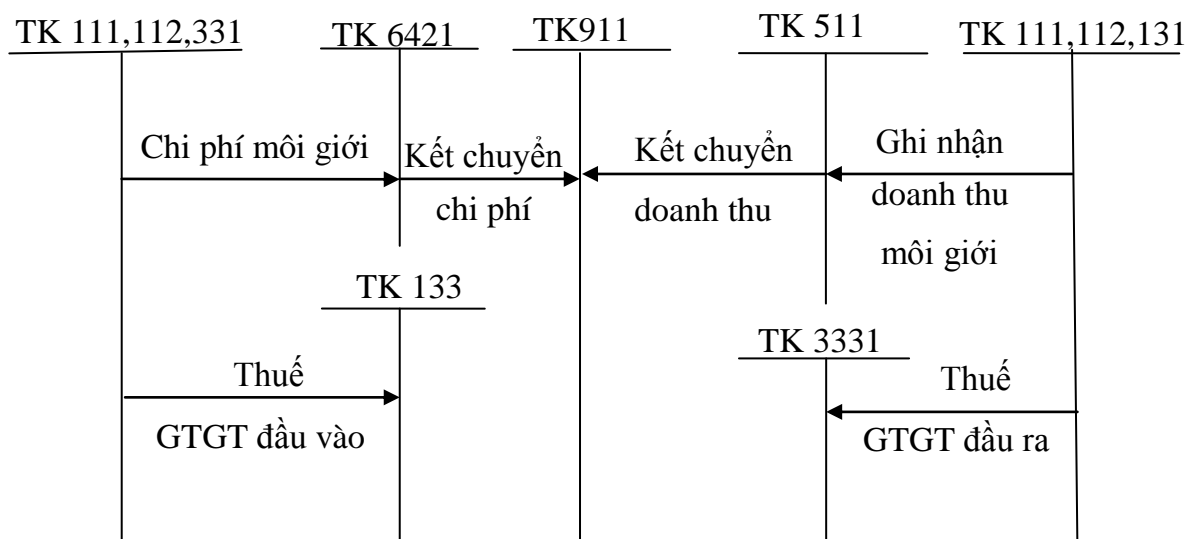 TK 111,112,331
TK 6421
TK911
TK 511
TK 111,112,131
Chi phí môi giới
Kết chuyển
chi phí
Kết chuyển
doanh thu
Ghi nhận
doanh thu
môi giới
TK 133
TK 3331
Thuế
GTGT đầu vào
Thuế
GTGT đầu ra